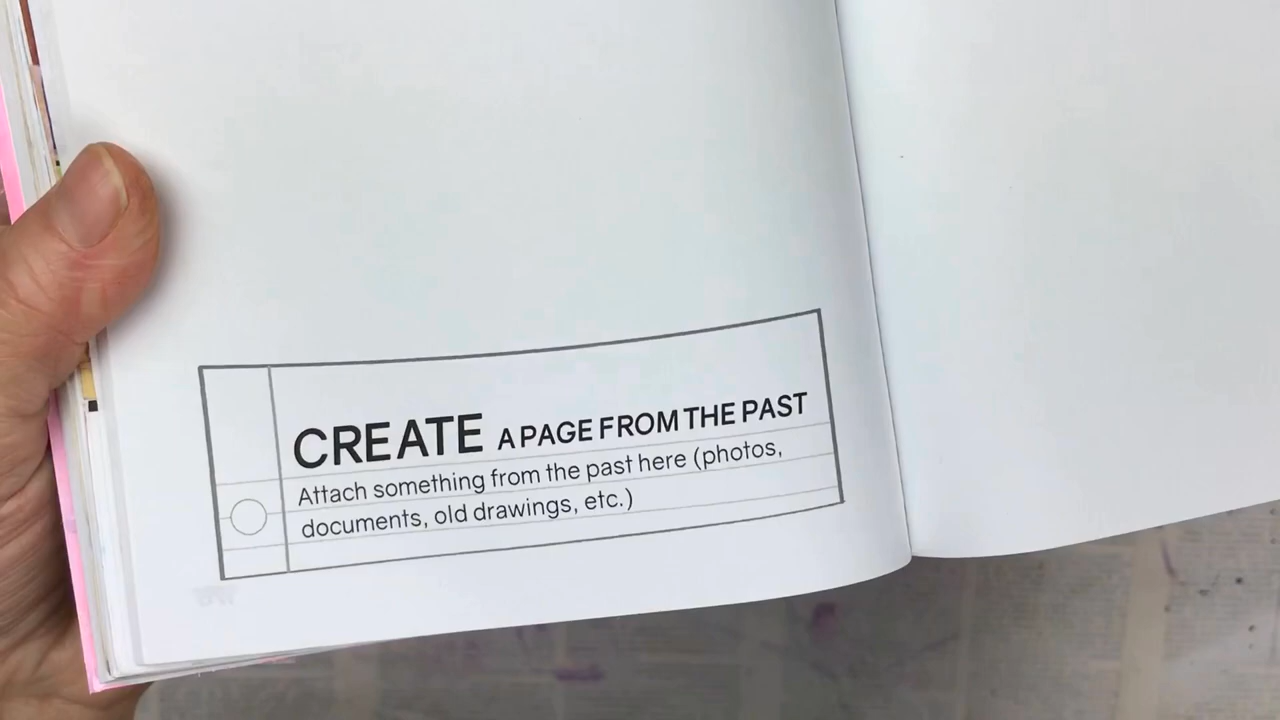 CREATE A PAGE FROM THE PAST
Attach something from the past here (photos,
documents, old drawings, etc.)